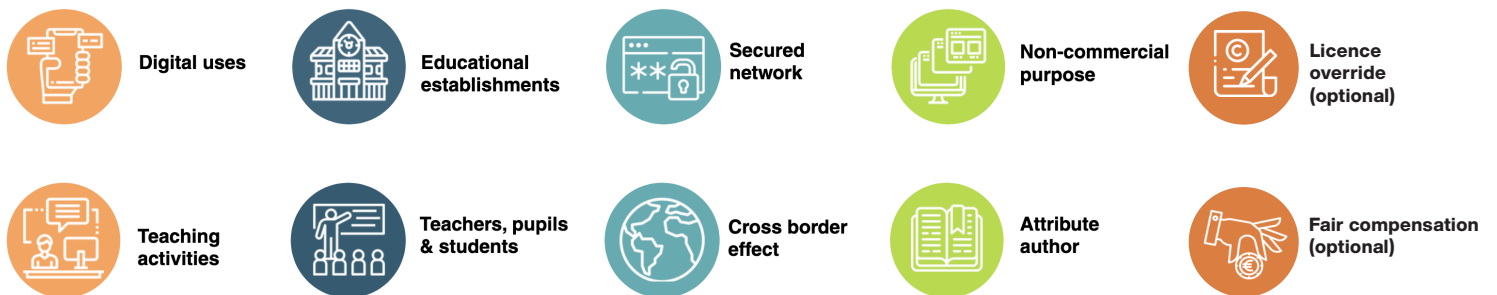 Digital uses
Educational
establishments
Secured
network
**
Non-commercial
purpose
©
Licence
override
(optional)
Teaching
activities
Teachers, pupils
& students
Cross border
effect
Attribute
author
€
Fair compensation
(optional)